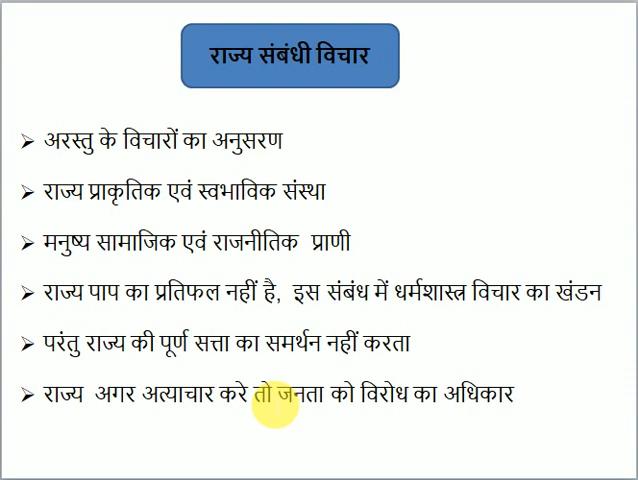 राज्य संबंधी विचार
➢ अरस्तु के विचारों का अनुसरण
➢ राज्य प्राकृतिक एवं स्वभाविक संस्था
➢ मनुष्य सामाजिक एवं राजनीतिक प्राणी
➢ राज्य पाप का प्रतिफल नहीं है, इस संबंध में धर्मशास्त्र विचार का खंडन
➢ परंतु राज्य की पूर्ण सत्ता का समर्थन नहीं करता
➢ राज्य अगर अत्याचार करे तो जनता को विरोध का अधिकार